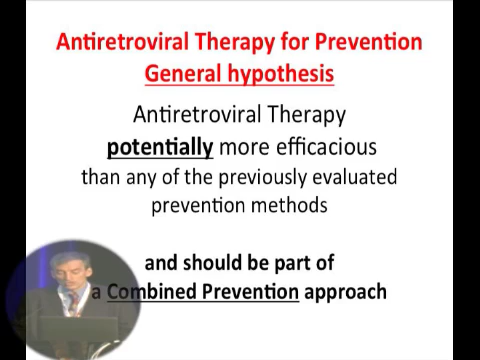 Antiretroviral Therapy for Prevention
General hypothesis
Antiretroviral Therapy
potentially more efficacious
than any of the previously evaluated
prevention methods
and should be part of
a Combined Prevention approach